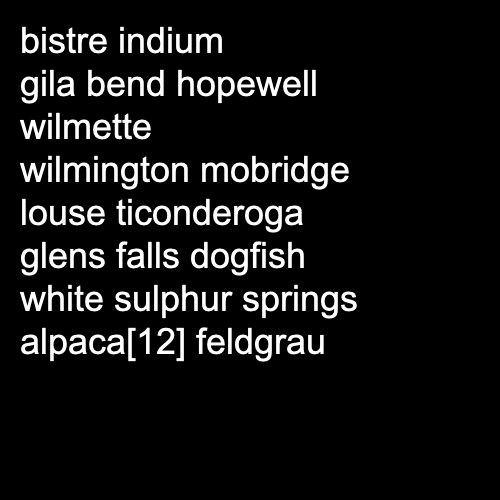 bistre indium
gila bend hopewell
wilmette
wilmington mobridge
louse ticonderoga
glens falls dogfish
white sulphur springs
alpaca[12] feldgrau